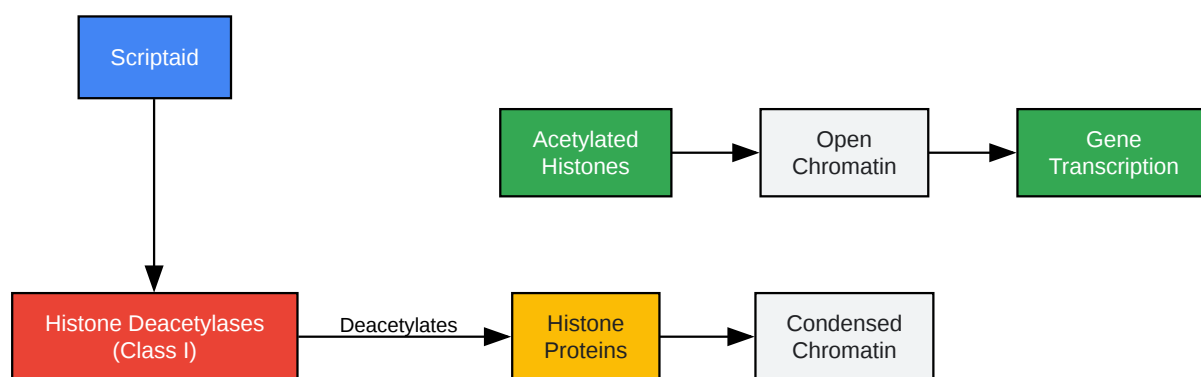 Scriptaid
Acetylated
Histones
Open
Chromatin
Gene
Transcription
Histone Deacetylases
(Class I)
Deacetylates
Histone
Proteins
Condensed
Chromatin